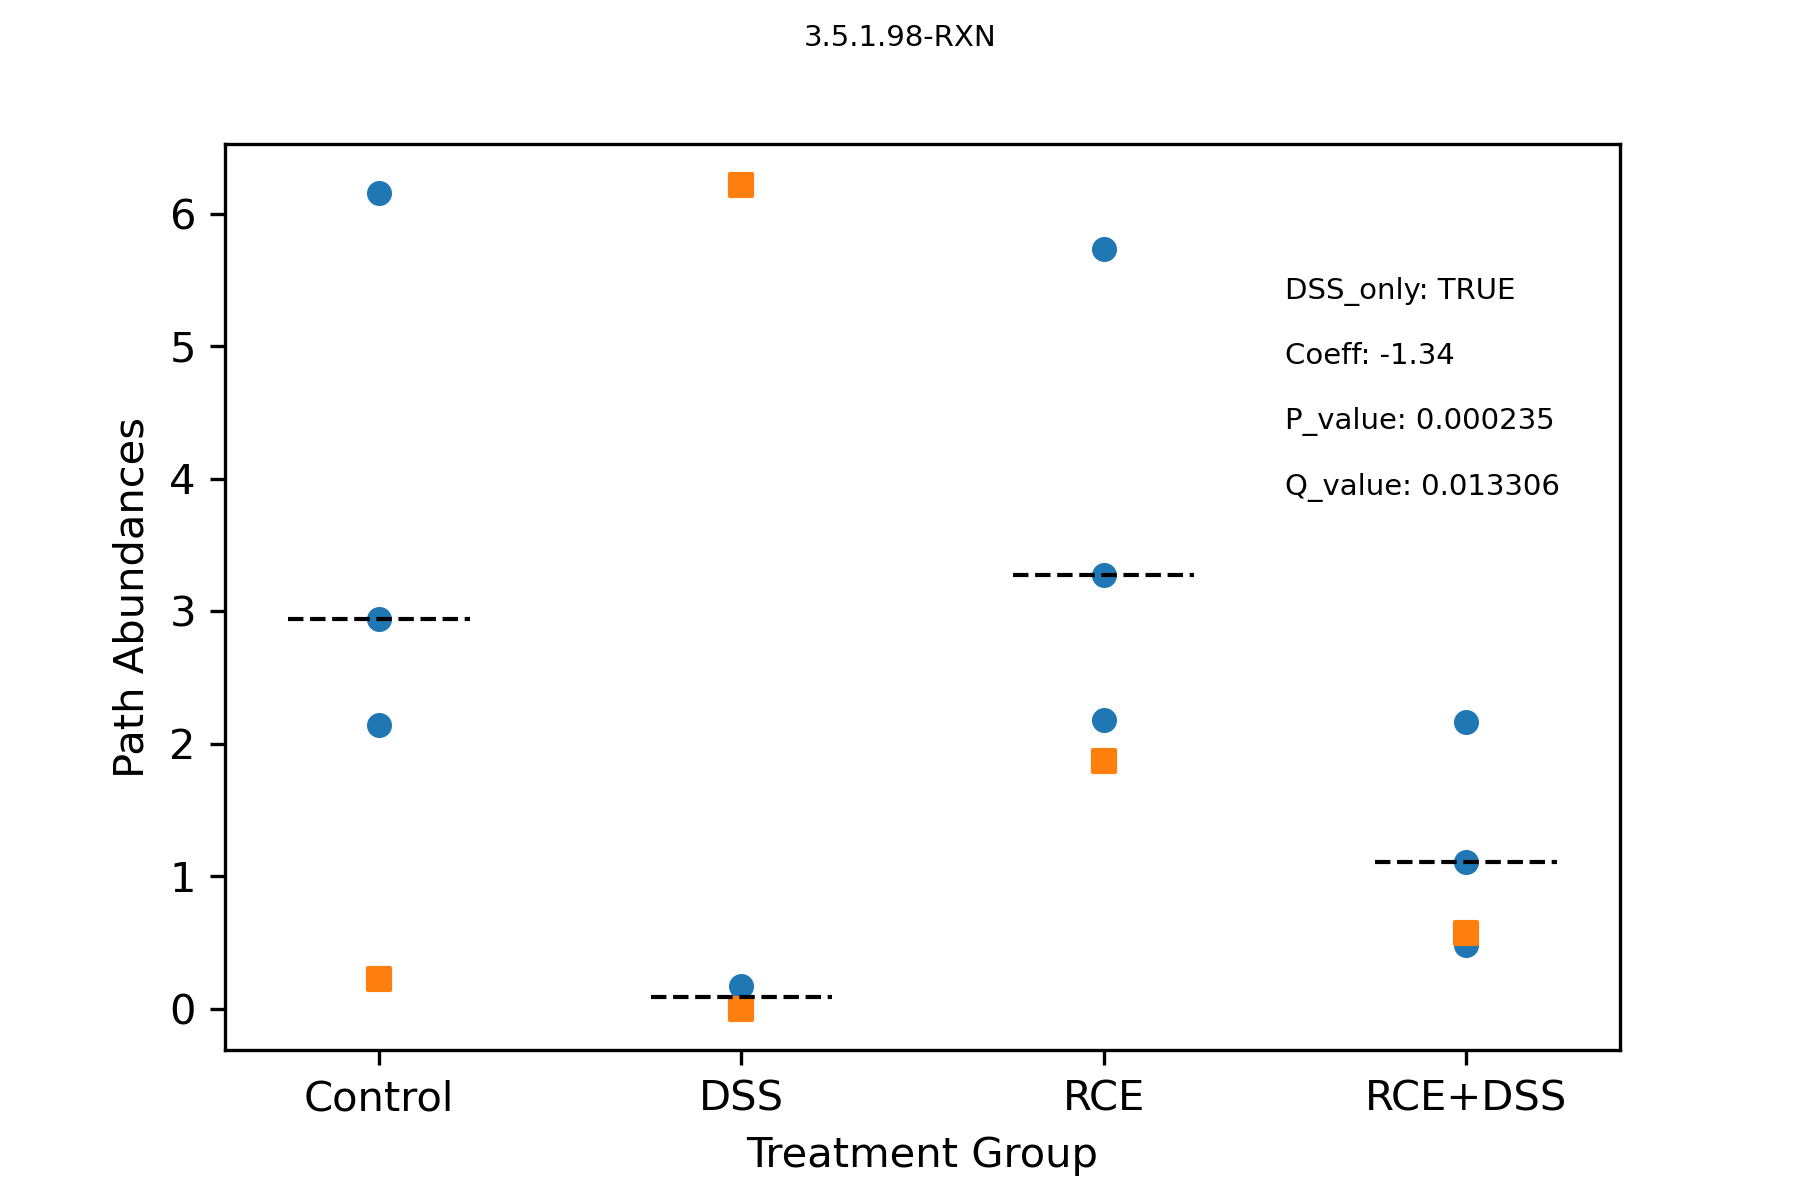 3.5.1.98-RXN
6
5
4
3
2
1
0
Path Abundances
DSS_only: TRUE
Coeff: -1.34
P_value: 0.000235
Q_value: 0.013306
Control DSS RCE RCE+DSS
Treatment Group